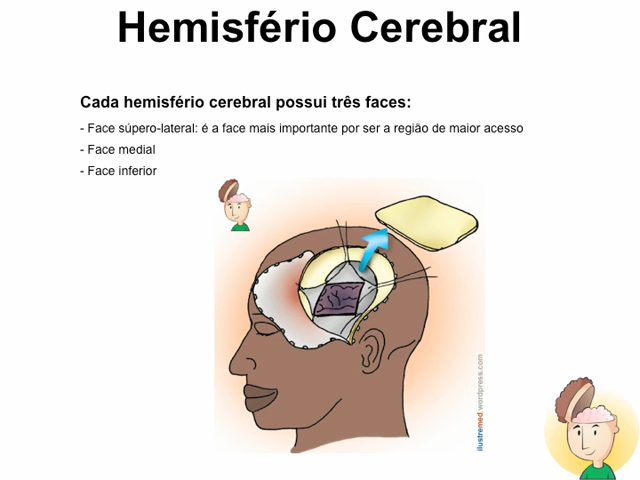 Hemisfério Cerebral
Cada hemisfério cerebral possui três faces:
- Face súpero-lateral: é a face mais importante por ser a região de maior acesso
- Face medial
- Face inferior
ilustremed.wordpress.com